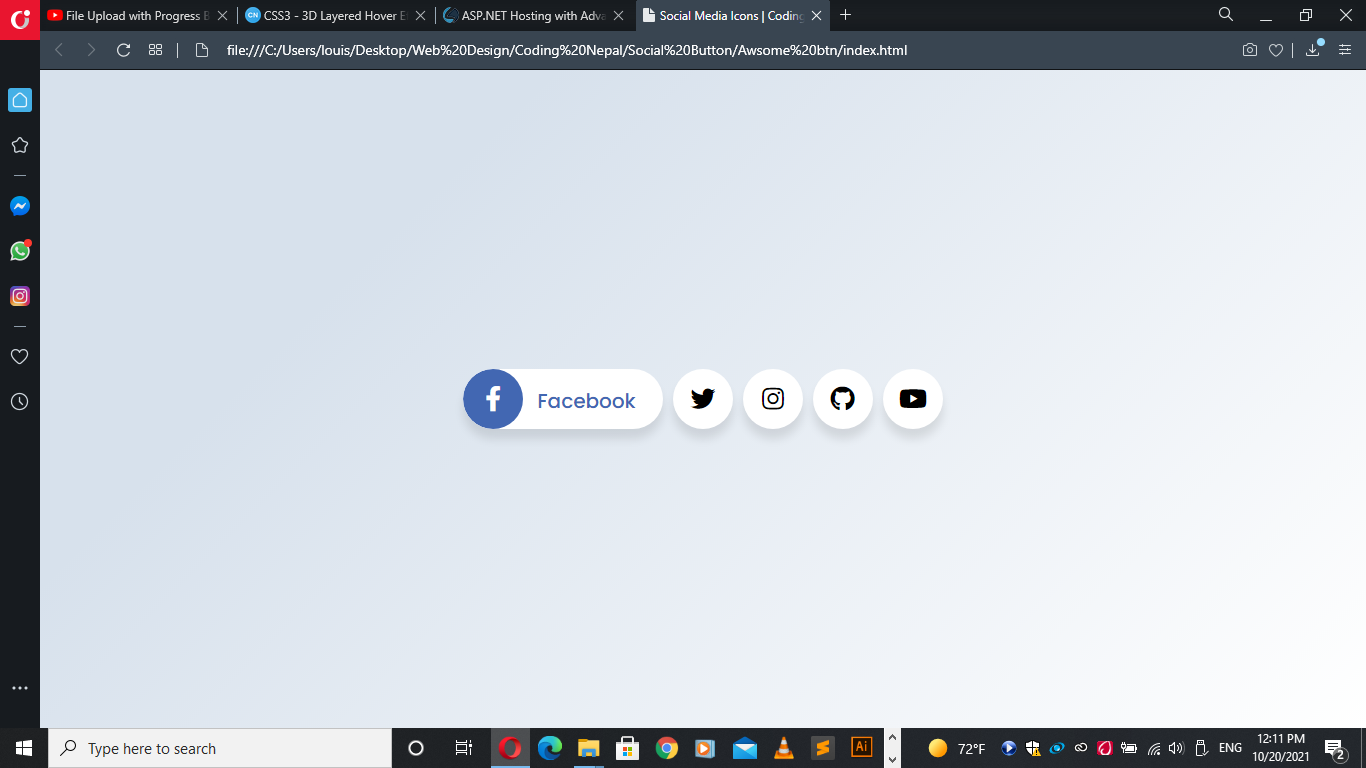 File Upload with Progress B
CSS3 - 3D Layered Hover Ef
ASP.NET Hosting with Adva
Social Media Icons | Coding
file:///C:/Users/louis/Desktop/Web%20Design/Coding%20Nepal/Social%20Button/Awsome%20btn/index.html
Facebook
Type here to search
Ai
72°F
ENG
12:11 PM
10/20/2021
2